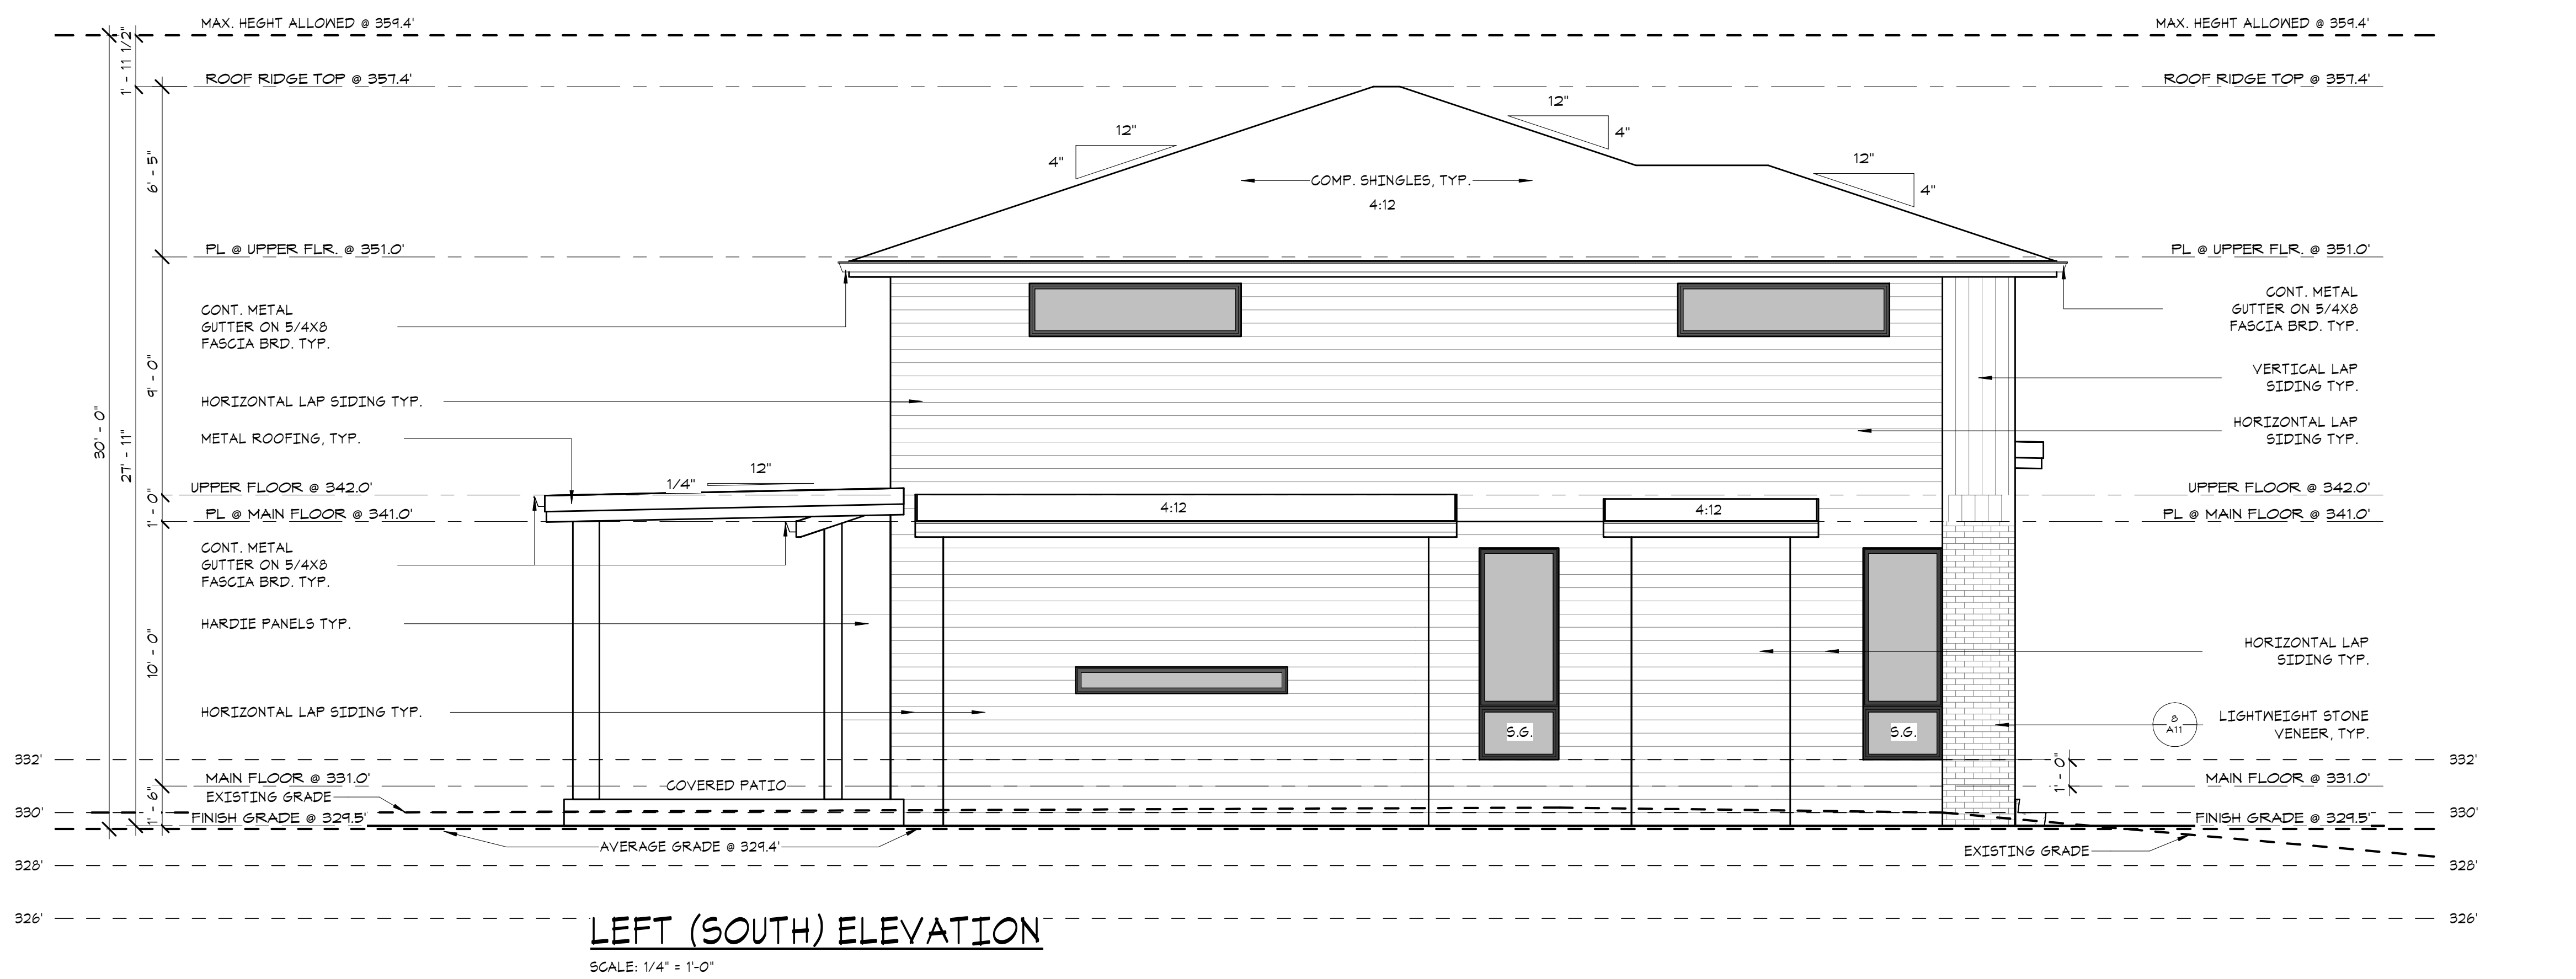 MAX. HEGHT ALLOWED @ 359.4'
MAX. HEGHT ALLOWED @ 359.4'
1' - 11 1/2"
ROOF RIDGE TOP @ 357.4'
ROOF RIDGE TOP @ 357.4'
12"
4"
12"
4"
12"
4"
6' - 5"
COMP. SHINGLES, TYP.
4:12
PL @ UPPER FLR. @ 351.0'
PL @ UPPER FLR. @ 351.0'
CONT. METAL
GUTTER ON 5/4X8
FASCIA BRD. TYP.
CONT. METAL
GUTTER ON 5/4X8
FASCIA BRD. TYP.
9' - 0"
VERTICAL LAP
SIDING TYP.
HORIZONTAL LAP SIDING TYP.
HORIZONTAL LAP
SIDING TYP.
30' - 0"
27' - 11"
METAL ROOFING, TYP.
12"
1/4"
UPPER FLOOR @ 342.0'
UPPER FLOOR @ 342.0'
1' - 0"
4:12
4:12
PL @ MAIN FLOOR @ 341.0'
PL @ MAIN FLOOR @ 341.0'
CONT. METAL
GUTTER ON 5/4X8
FASCIA BRD. TYP.
HARDIE PANELS TYP.
10' - 0"
HORIZONTAL LAP
SIDING TYP.
HORIZONTAL LAP SIDING TYP.
8
A11
LIGHTWEIGHT STONE
VENEER, TYP.
S.G.
S.G.
332'
332'
1' - 0"
MAIN FLOOR @ 331.0'
MAIN FLOOR @ 331.0'
COVERED PATIO
EXISTING GRADE
1' - 6"
330'
330'
FINISH GRADE @ 329.5'
FINISH GRADE @ 329.5'
AVERAGE GRADE @ 329.4'
EXISTING GRADE
328'
328'
326'
326'
LEFT (SOUTH) ELEVATION
SCALE: 1/4" = 1'-0"